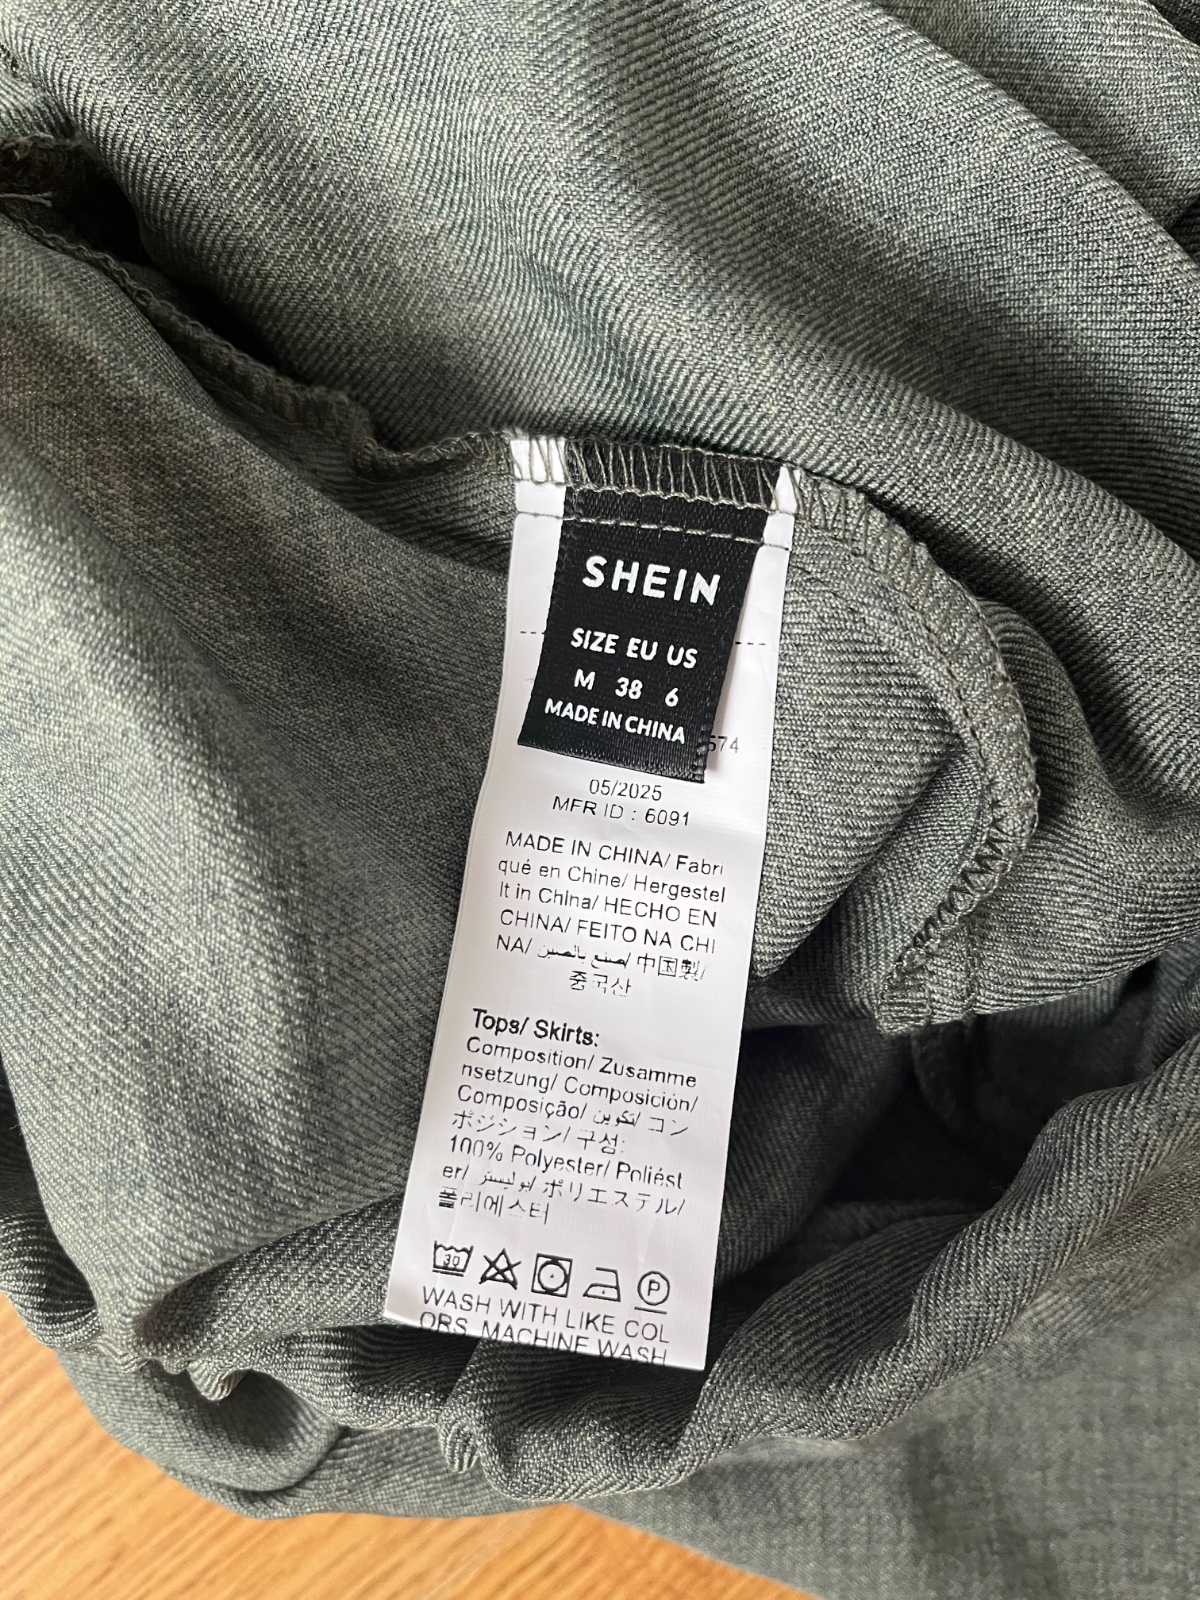 SHEIN
SIZE EU US
M 38 6
MADE IN CHINA
574
05/2025
MFR ID : 6091
MADE IN CHINA/ Fabri
qué en Chine/ Hergestel
lt in China/ HECHO EN
CHINA/ FEITO NA CHI
NA/ صنع بالصين/ 中国製/
중국산
Tops/ Skirts:
Composition/ Zusamme
nsetzung/ Composición/
Composição/ تكوين/ コン
ポジション/ 구성:
100% Polyester/ Poliést
er/ بوليستر/ ポリエステル/
폴리에스터
30
P
WASH WITH LIKE COL
ORS, MACHINE WASH